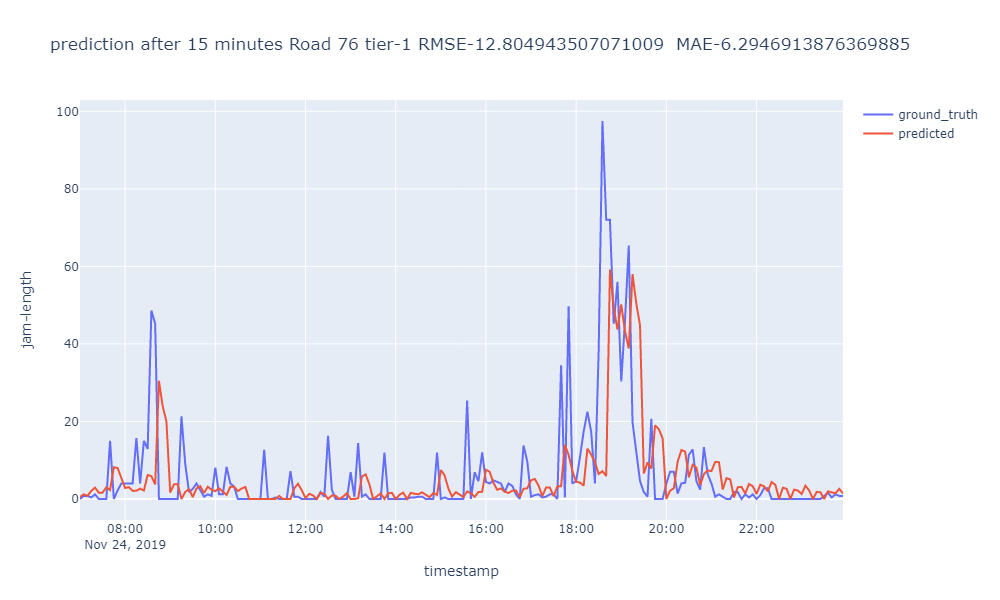 prediction after 15 minutes Road 76 tier-1 RMSE-12.804943507071009  MAE-6.2946913876369885
ground_truth
predicted
jam-length
100
80
60
40
20
0
08:00 10:00 12:00 14:00 16:00 18:00 20:00 22:00
Nov 24, 2019
timestamp